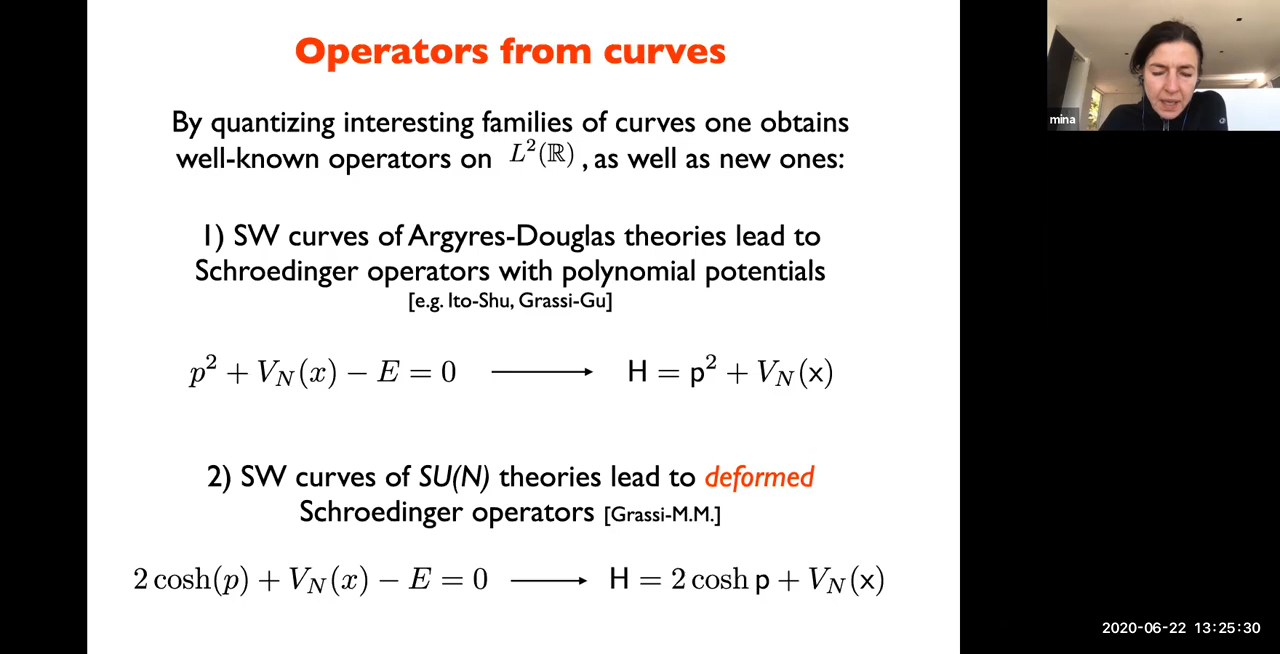 Operators from curves
By quantizing interesting families of curves one obtains
well-known operators on L²(ℝ), as well as new ones:
1) SW curves of Argyres-Douglas theories lead to
Schroedinger operators with polynomial potentials
[e.g. Ito-Shu, Grassi-Gu]
p² + V_N(x) − E = 0 ⟶ H = p² + V_N(x)
2) SW curves of SU(N) theories lead to deformed
Schroedinger operators [Grassi-M.M.]
2 cosh(p) + V_N(x) − E = 0 ⟶ H = 2 cosh p + V_N(x)
mina
2020-06-22 13:25:30